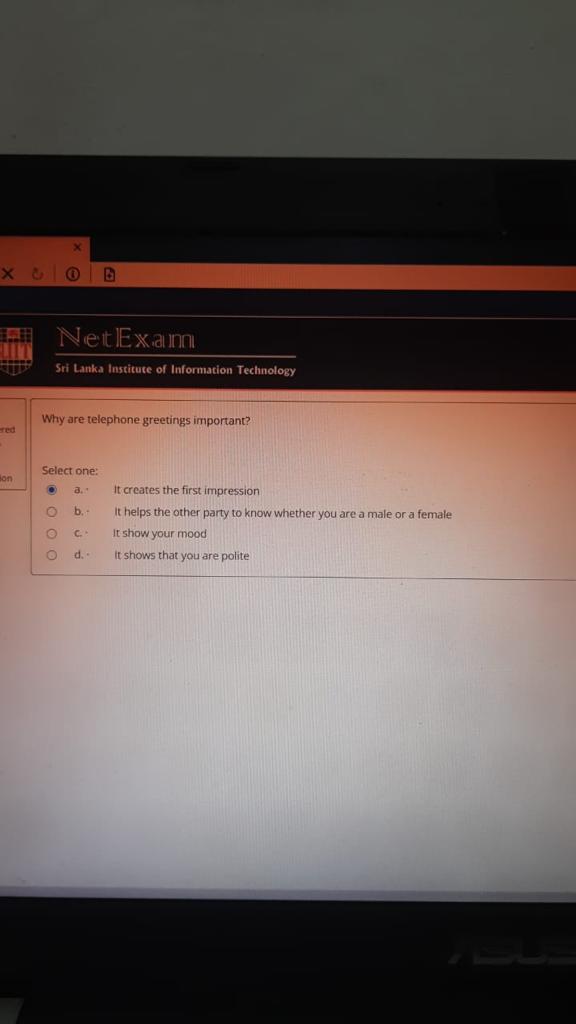 NetExam
Sri Lanka Institute of Information Technology
ered
ion
Why are telephone greetings important?
Select one:
a. · It creates the first impression
b. · It helps the other party to know whether you are a male or a female
c. · It show your mood
d. · It shows that you are polite
ASUS